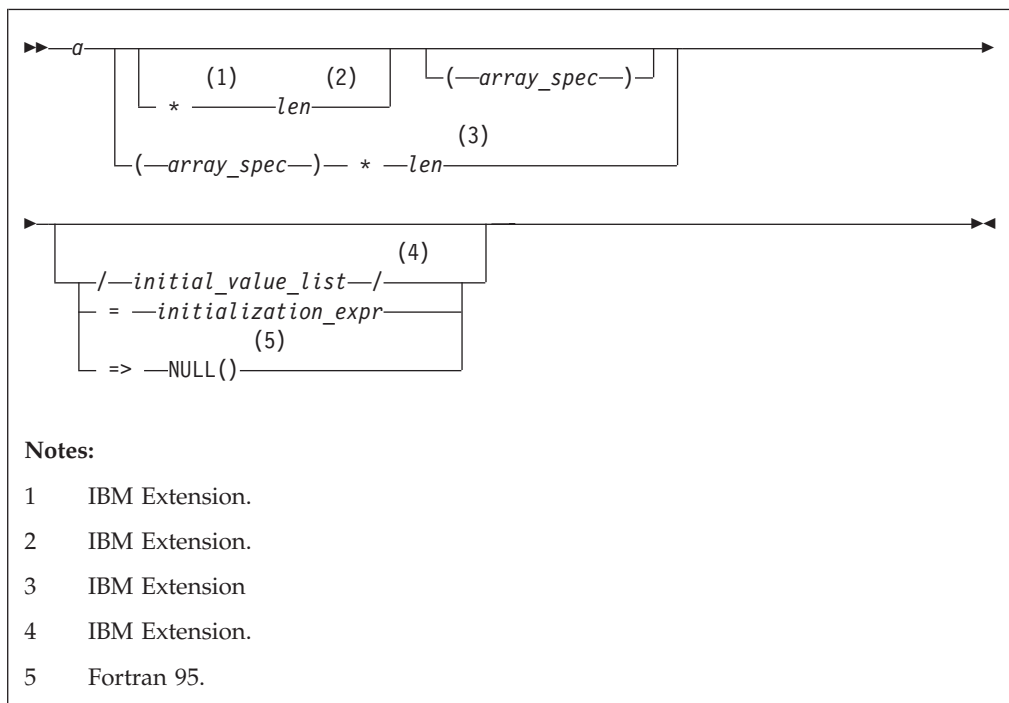 a
(1) (2) ( array_spec )
* len
(3)
( array_spec ) * len
(4)
/ initial_value_list /
= initialization_expr
(5)
=> NULL()
Notes:
1 IBM Extension.
2 IBM Extension.
3 IBM Extension
4 IBM Extension.
5 Fortran 95.